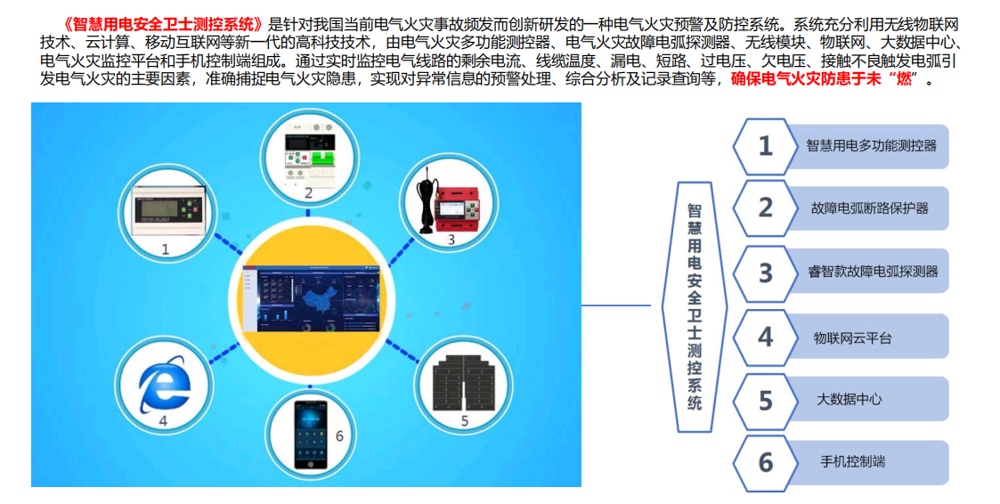 《智慧用电安全卫士测控系统》是针对我国当前电气火灾事故频发而创新研发的一种电气火灾预警及防控系统。系统充分利用无线物联网
技术、云计算、移动互联网等新一代的高科技技术，由电气火灾多功能测控器、电气火灾故障电弧探测器、无线模块、物联网、大数据中心、
电气火灾监控平台和手机控制端组成。通过实时监控电气线路的剩余电流、线缆温度、漏电、短路、过电压、欠电压、接触不良触发电弧引
发电气火灾的主要因素，准确捕捉电气火灾隐患，实现对异常信息的预警处理、综合分析及记录查询等，确保电气火灾防患于未“燃”。
1
2
3
4
5
6
智慧用电安全卫士测控系统
1 智慧用电多功能测控器
2 故障电弧断路保护器
3 睿智款故障电弧探测器
4 物联网云平台
5 大数据中心
6 手机控制端